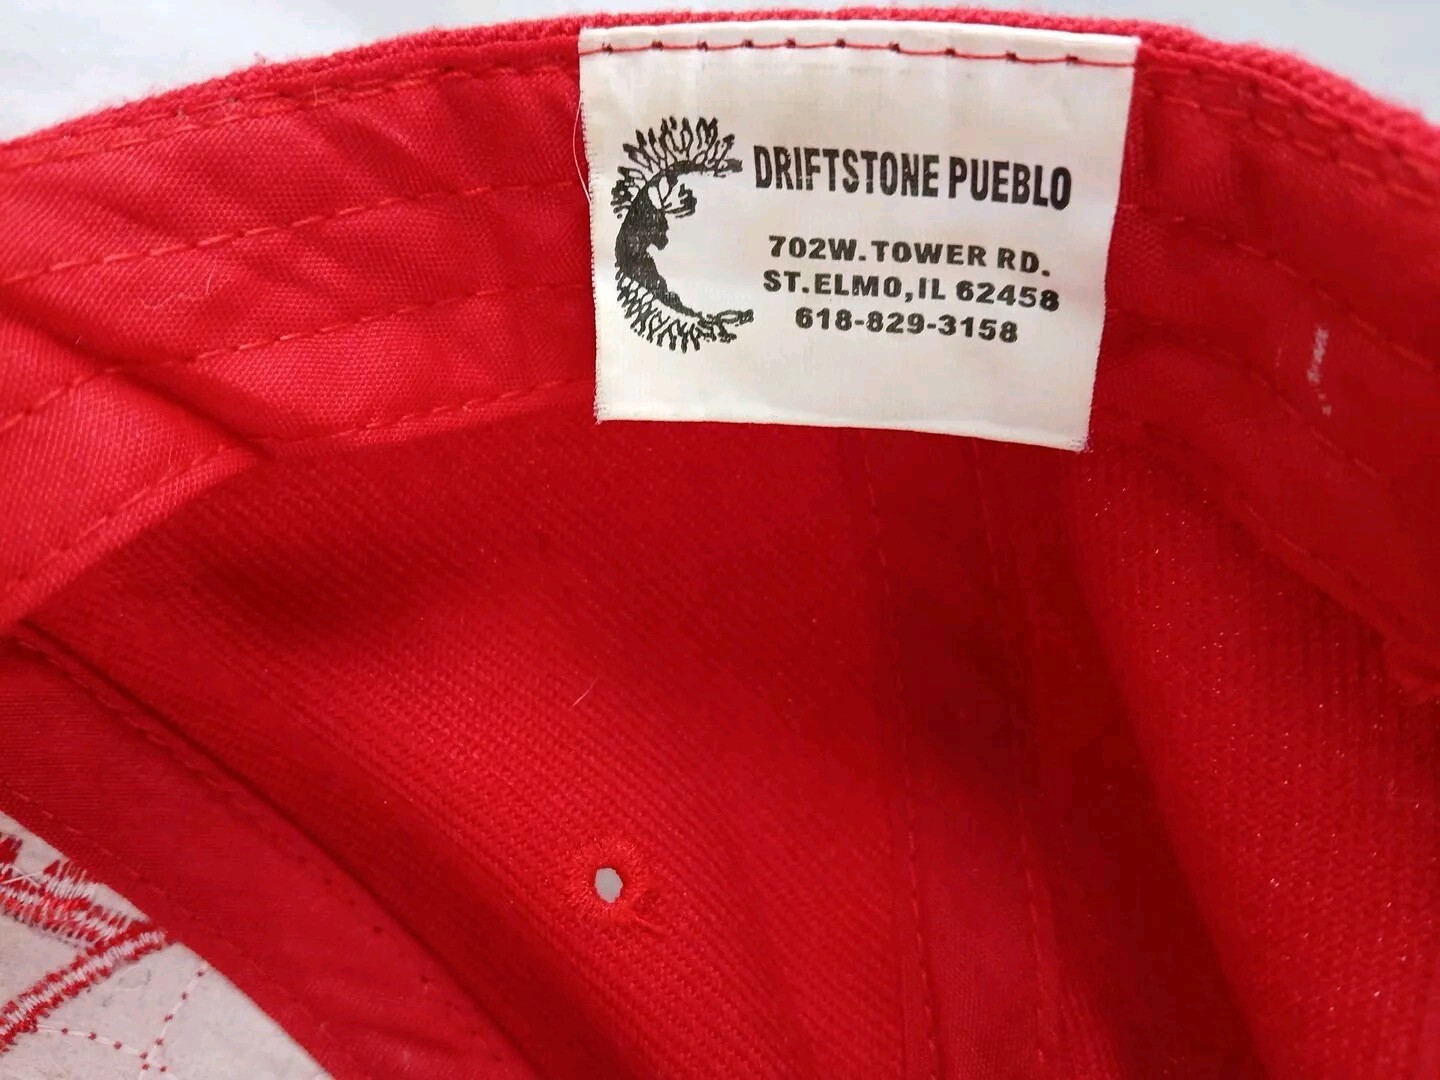 DRIFTSTONE PUEBLO
702W. TOWER RD.
ST. ELMO, IL 62458
618-829-3158